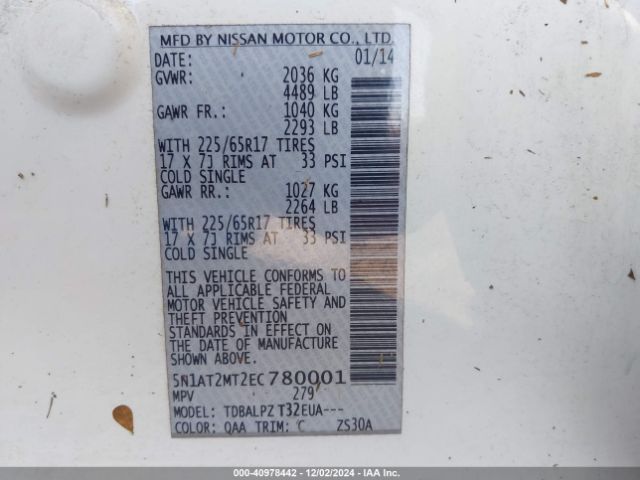 MFD BY NISSAN MOTOR CO., LTD.
DATE: 01/14
GVWR: 2036 KG
4489 LB
GAWR FR.: 1040 KG
2293 LB
WITH 225/65R17 TIRES
17 X 7J RIMS AT 33 PSI
COLD SINGLE
GAWR RR.: 1027 KG
2264 LB
WITH 225/65R17 TIRES
17 X 7J RIMS AT 33 PSI
COLD SINGLE
THIS VEHICLE CONFORMS TO
ALL APPLICABLE FEDERAL
MOTOR VEHICLE SAFETY AND
THEFT PREVENTION
STANDARDS IN EFFECT ON
THE DATE OF MANUFACTURE
SHOWN ABOVE.
5N1AT2MT2EC780001
MPV 279
MODEL: TDBALPZ T32EUA---
COLOR: QAA TRIM: C ZS30A
000-40978442 • 12/02/2024 - IAAI